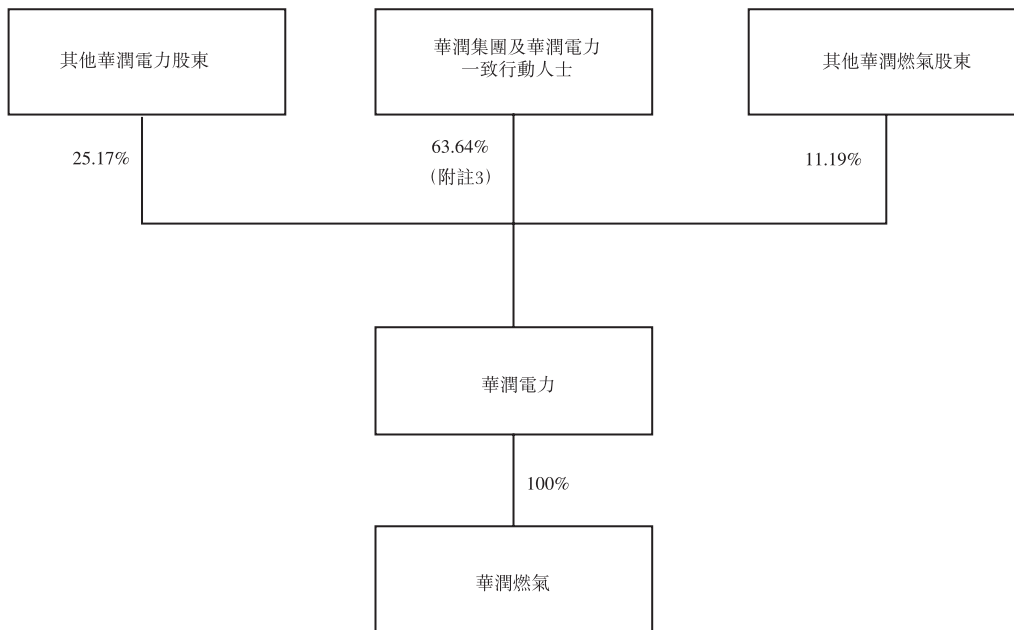 其他華潤電力股東
華潤集團及華潤電力
一致行動人士
其他華潤燃氣股東
25.17%
63.64%
(附註3)
11.19%
華潤電力
100%
華潤燃氣